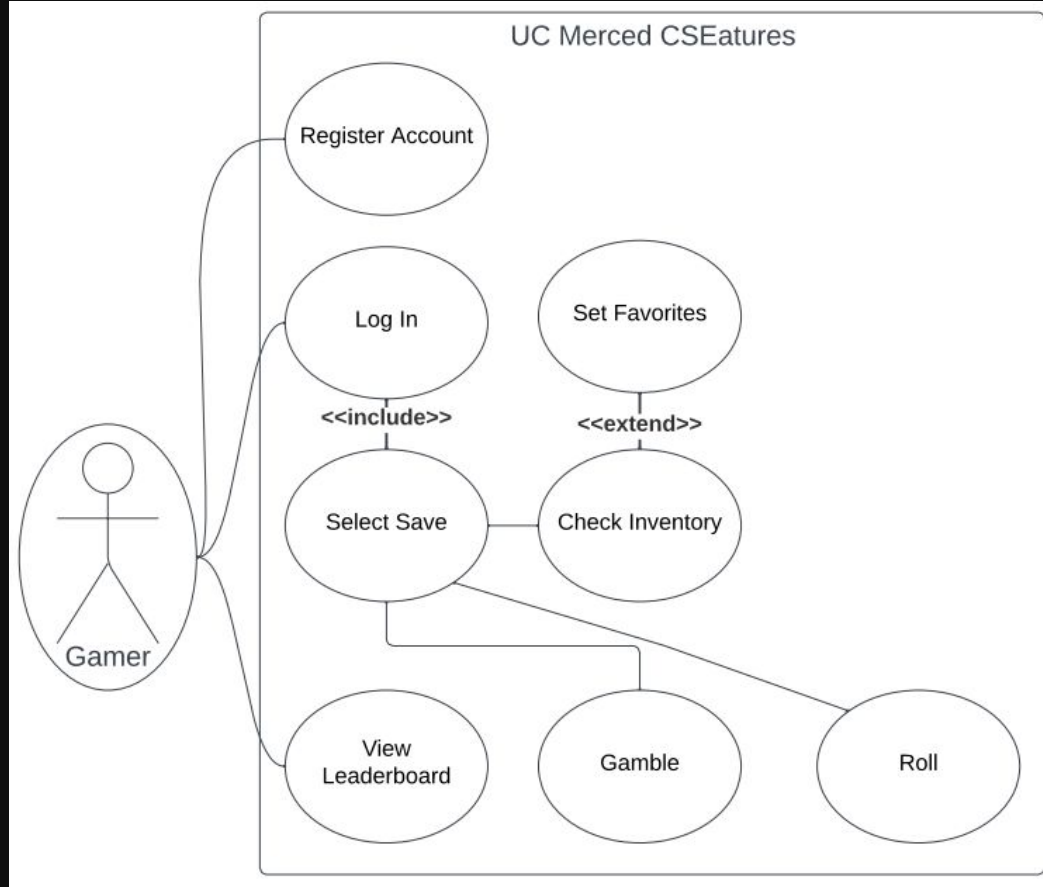 UC Merced CSEatures
Register Account
Log In
Set Favorites
<<include>>
<<extend>>
Select Save
Check Inventory
Gamer
View
Leaderboard
Gamble
Roll